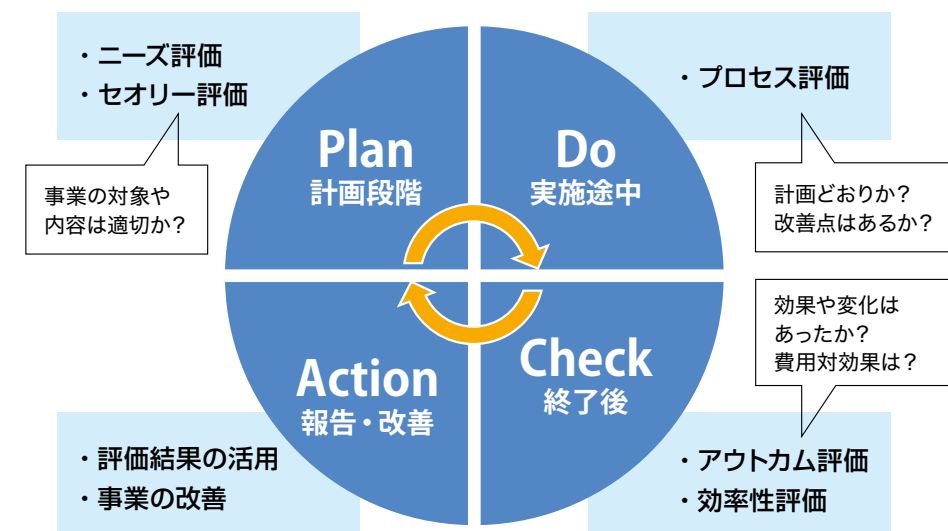 ・ニーズ評価
・セオリー評価
事業の対象や
内容は適切か？
Plan
計画段階
Do
実施途中
・プロセス評価
計画どおりか？
改善点はあるか？
効果や変化は
あったか？
費用対効果は？
Check
終了後
・アウトカム評価
・効率性評価
Action
報告・改善
・評価結果の活用
・事業の改善